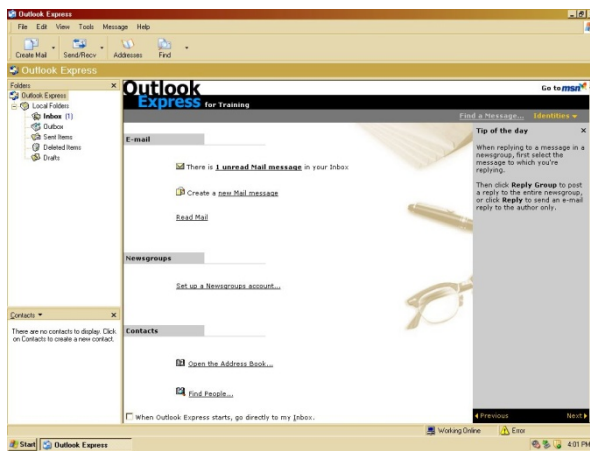 Outlook Express
File Edit View Tools Message Help
Create Mail Send/Recv Addresses Find
Outlook Express
Folders
Outlook Express
Local Folders
Inbox (1)
Outbox
Sent Items
Deleted Items
Drafts
Contacts
There are no contacts to display. Click
on Contacts to create a new contact.
Outlook
Express for Training
Go to msn
Find a Message... Identities
E-mail
There is 1 unread Mail message in your Inbox
Create a new Mail message
Read Mail
Newsgroups
Set up a Newsgroups account...
Contacts
Open the Address Book...
Find People...
When Outlook Express starts, go directly to my Inbox.
Tip of the day
When replying to a message in a
newsgroup, first select the
message to which you're
replying.
Then click Reply Group to post
a reply to the entire newsgroup,
or click Reply to send an e-mail
reply to the author only.
Previous Next
Working Online Error
Start Outlook Express 4:01 PM